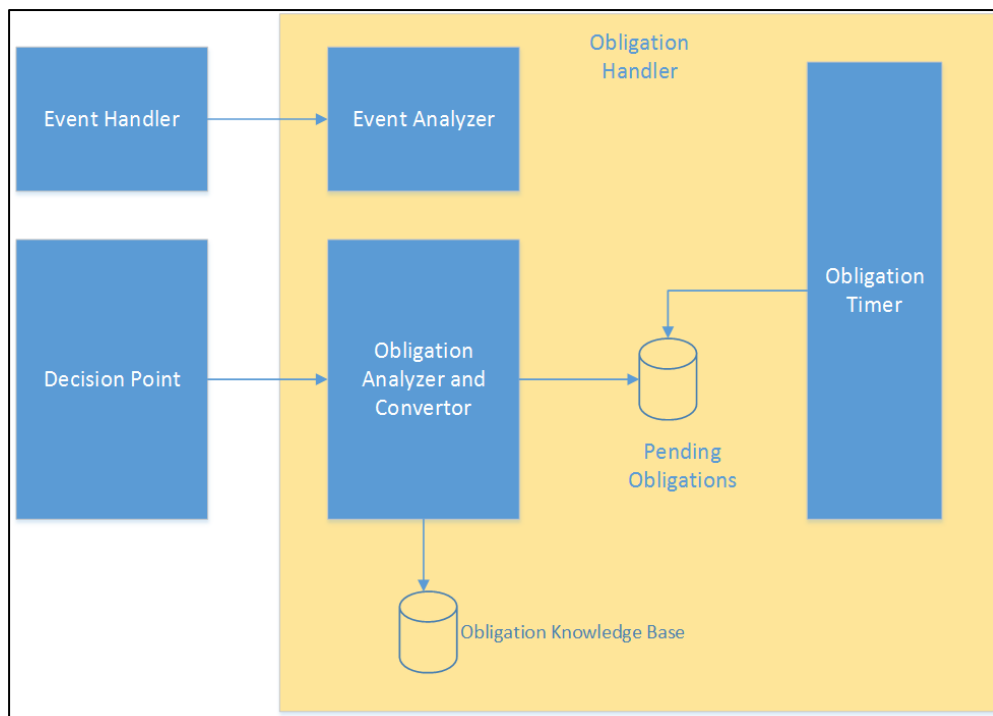 Obligation
Handler
Event Handler
Event Analyzer
Obligation
Timer
Decision Point
Obligation
Analyzer and
Convertor
Pending
Obligations
Obligation Knowledge Base